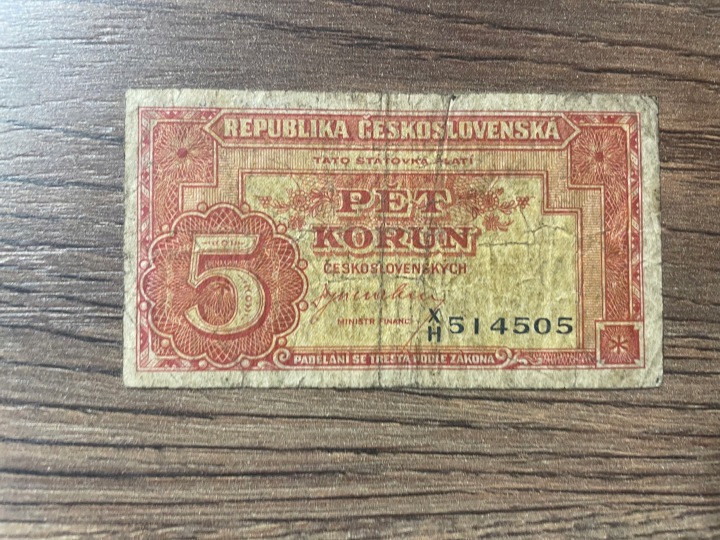 REPUBLIKA ČESKOSLOVENSKÁ
TATO STÁTOVKA PLATÍ
PĚT
KORUN
ČESKOSLOVENSKÝCH
5
MINISTR FINANCÍ
X/H 514505
PADĚLÁNÍ SE TRESTÁ PODLE ZÁKONA